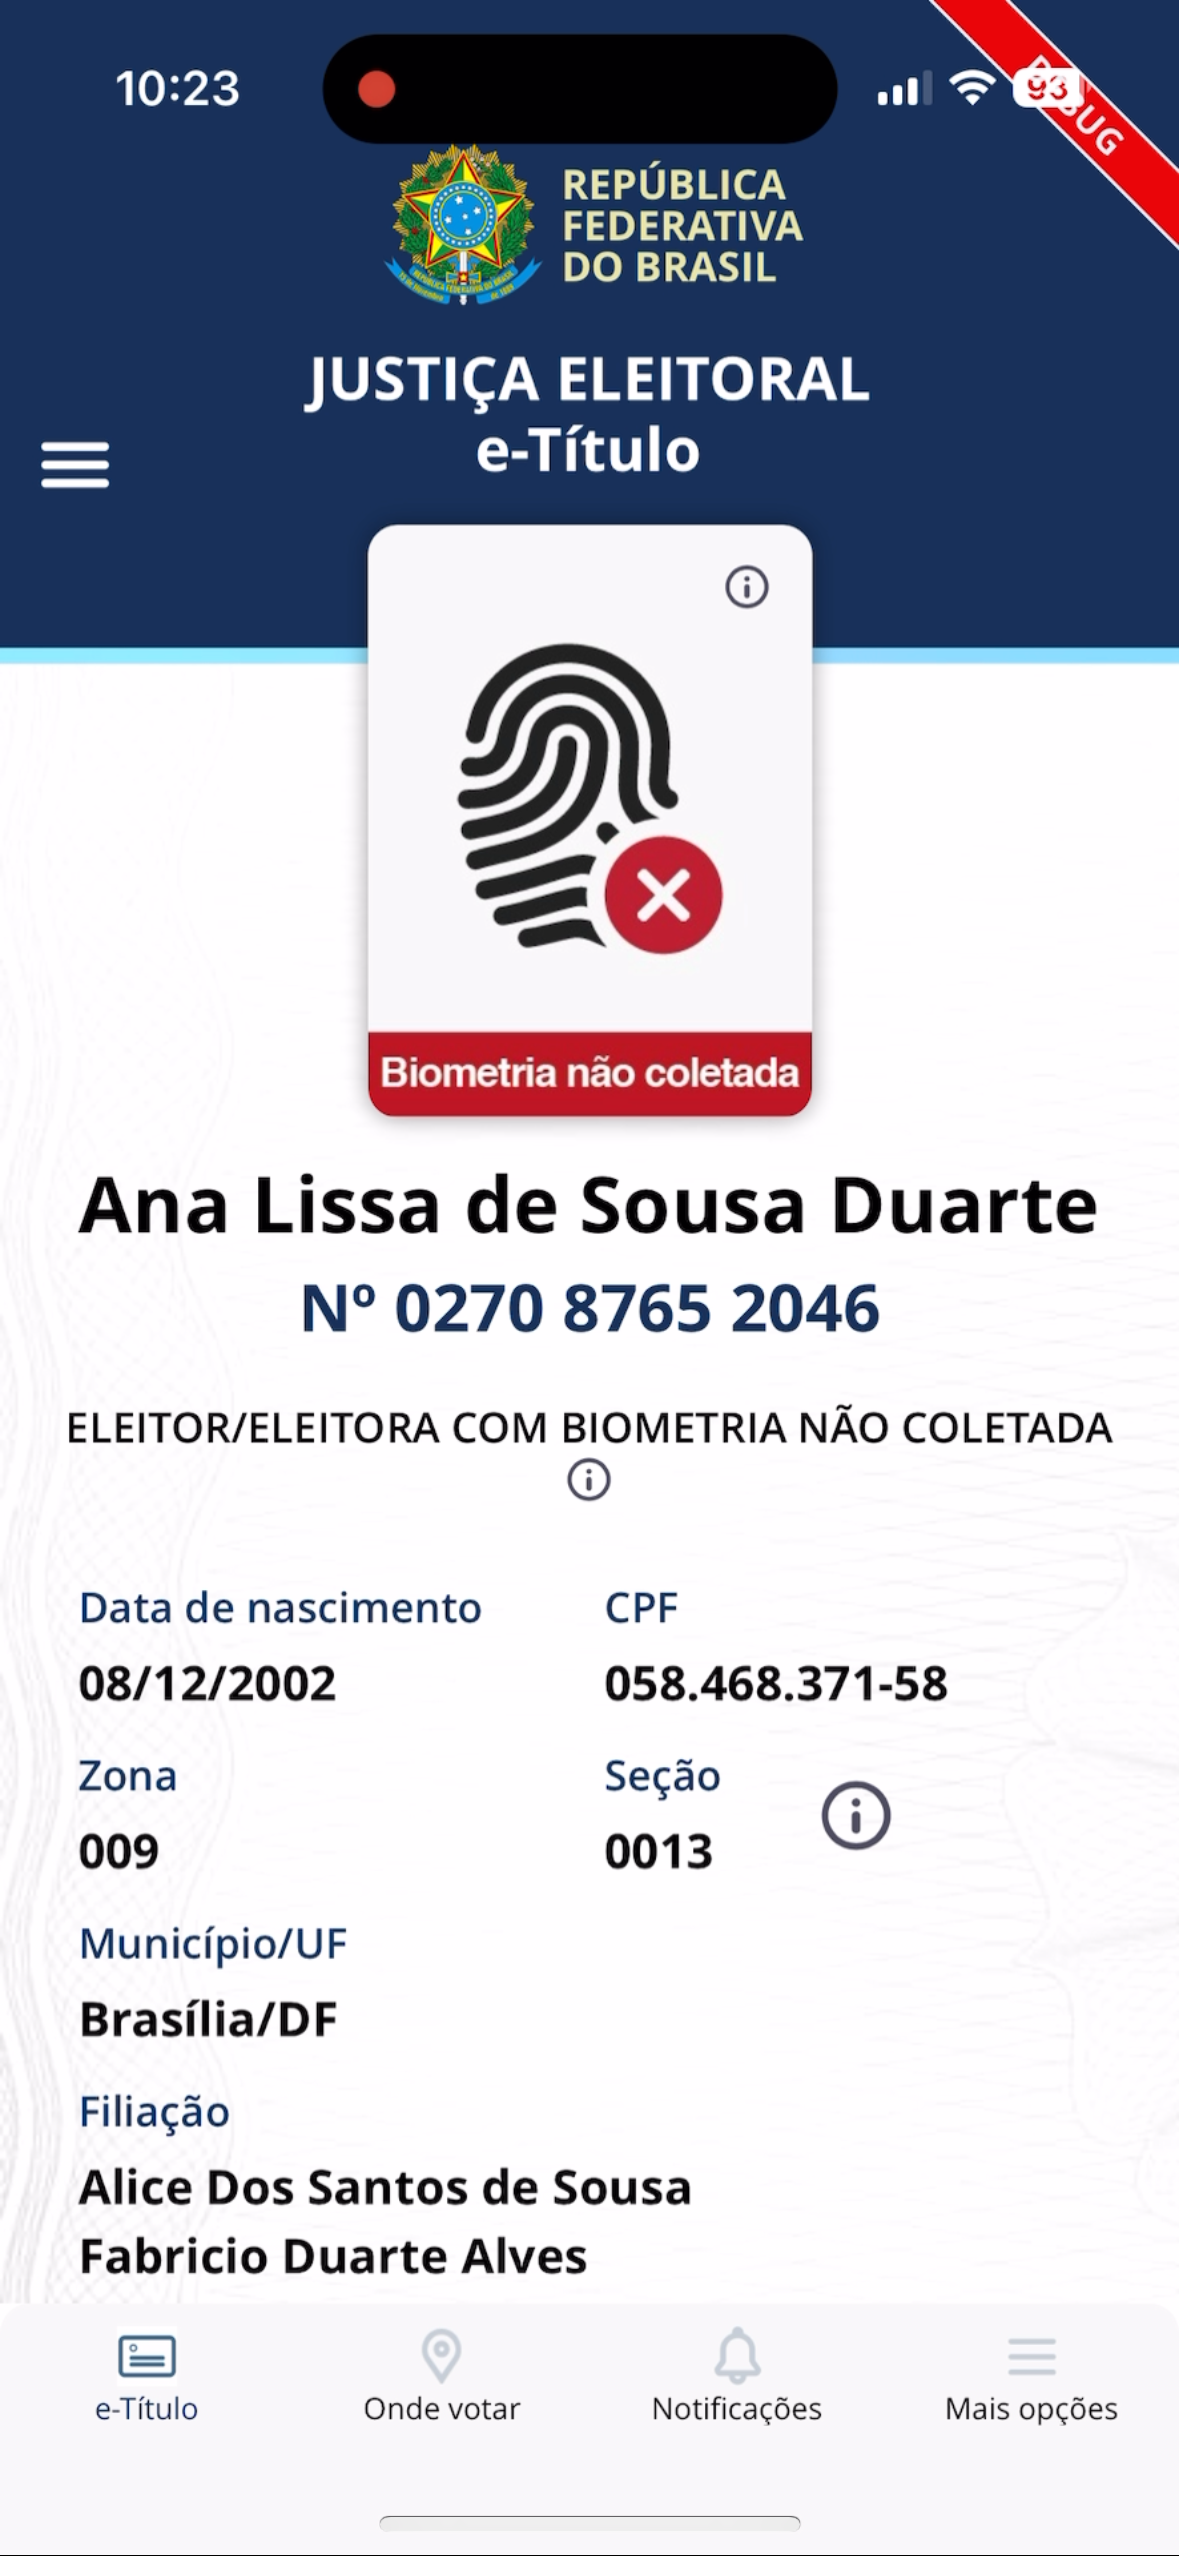 10:23
93
DEBUG
REPÚBLICA
FEDERATIVA
DO BRASIL
JUSTIÇA ELEITORAL
e-Título
Biometria não coletada
Ana Lissa de Sousa Duarte
Nº 0270 8765 2046
ELEITOR/ELEITORA COM BIOMETRIA NÃO COLETADA
Data de nascimento CPF
08/12/2002 058.468.371-58
Zona Seção
009 0013
Município/UF
Brasília/DF
Filiação
Alice Dos Santos de Sousa
Fabricio Duarte Alves
e-Título Onde votar Notificações Mais opções